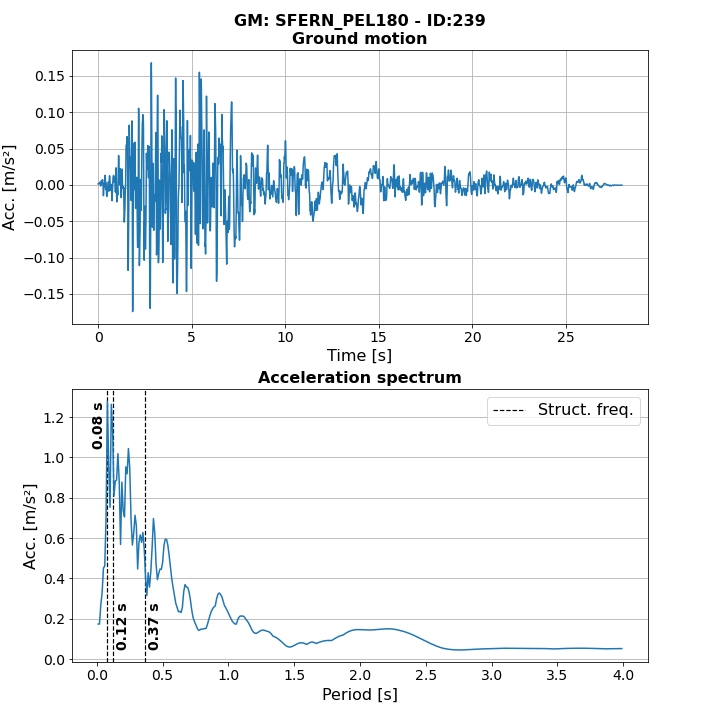 GM: SFERN_PEL180 - ID:239
Ground motion
0.15
0.10
0.05
0.00
−0.05
−0.10
−0.15
Acc. [m/s²]
0 5 10 15 20 25
Time [s]
Acceleration spectrum
1.2
1.0
0.8
0.6
0.4
0.2
0.0
Acc. [m/s²]
0.08 s
0.12 s
0.37 s
Struct. freq.
0.0 0.5 1.0 1.5 2.0 2.5 3.0 3.5 4.0
Period [s]